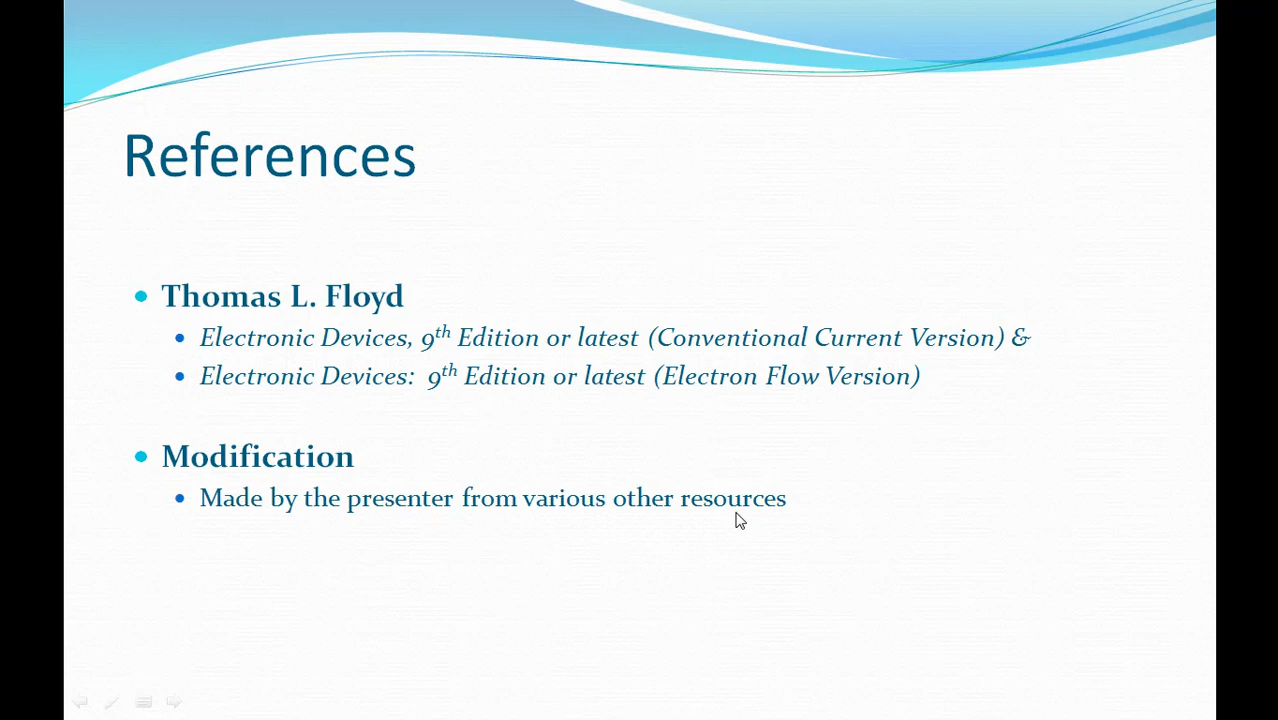 References
Thomas L. Floyd
Electronic Devices, 9th Edition or latest (Conventional Current Version) &
Electronic Devices: 9th Edition or latest (Electron Flow Version)
Modification
Made by the presenter from various other resources